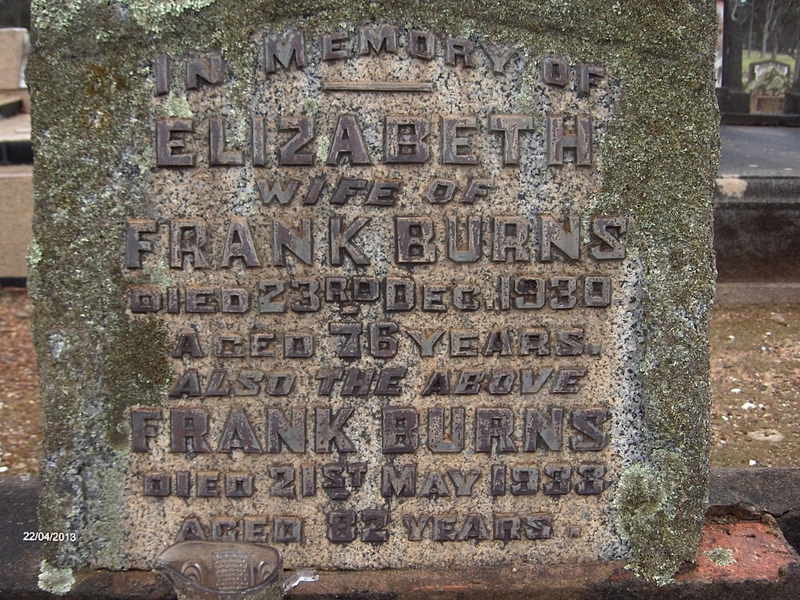 IN MEMORY OF
ELIZABETH
WIFE OF
FRANK BURNS
DIED 23RD DEC. 1930
AGED 76 YEARS.
ALSO THE ABOVE
FRANK BURNS
DIED 21ST MAY 1938
AGED 82 YEARS.
22/04/2013